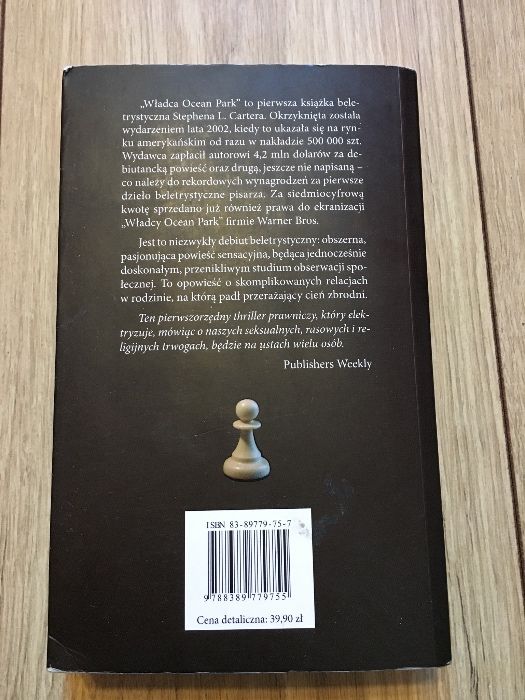 „Władca Ocean Park” to pierwsza książka bele-
trystyczna Stephena L. Cartera. Okrzyknięta została
wydarzeniem lata 2002, kiedy to ukazała się na ryn-
ku amerykańskim od razu w nakładzie 500 000 szt.
Wydawca zapłacił autorowi 4,2 mln dolarów za de-
biutancką powieść oraz drugą, jeszcze nie napisaną –
co należy do rekordowych wynagrodzeń za pierwsze
dzieło beletrystyczne pisarza. Za siedmiocyfrową
kwotę sprzedano już również prawa do ekranizacji
„Władcy Ocean Park” firmie Warner Bros.
Jest to niezwykły debiut beletrystyczny: obszerna,
pasjonująca powieść sensacyjna, będąca jednocześnie
doskonałym, przenikliwym studium obserwacji spo-
łecznej. To opowieść o skomplikowanych relacjach
w rodzinie, na którą padł przerażający cień zbrodni.
Ten pierwszorzędny thriller prawniczy, który elek-
tryzuje, mówiąc o naszych seksualnych, rasowych i re-
ligijnych trwogach, będzie na ustach wielu osób.
Publishers Weekly
ISBN 83-89779-75-7
9 788389 779755
Cena detaliczna: 39,90 zł